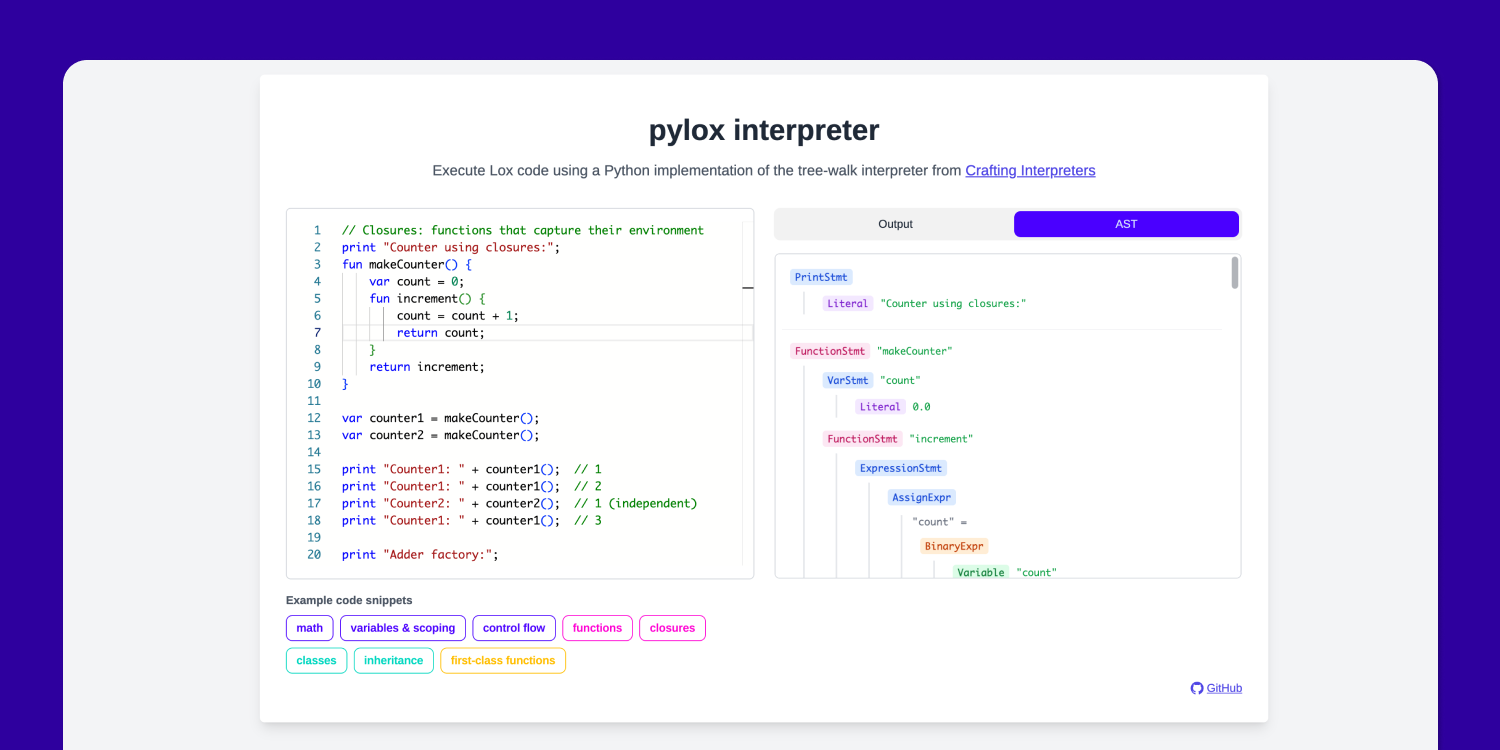 pylox interpreter
Execute Lox code using a Python implementation of the tree-walk interpreter from Crafting Interpreters
1 // Closures: functions that capture their environment
2 print "Counter using closures:";
3 fun makeCounter() {
4 var count = 0;
5 fun increment() {
6 count = count + 1;
7 return count;
8 }
9 return increment;
10 }
11
12 var counter1 = makeCounter();
13 var counter2 = makeCounter();
14
15 print "Counter1: " + counter1(); // 1
16 print "Counter1: " + counter1(); // 2
17 print "Counter2: " + counter2(); // 1 (independent)
18 print "Counter1: " + counter1(); // 3
19
20 print "Adder factory:";
Output AST
PrintStmt
Literal "Counter using closures:"
FunctionStmt "makeCounter"
VarStmt "count"
Literal 0.0
FunctionStmt "increment"
ExpressionStmt
AssignExpr
"count" =
BinaryExpr
Variable "count"
Example code snippets
math variables & scoping control flow functions closures
classes inheritance first-class functions
GitHub